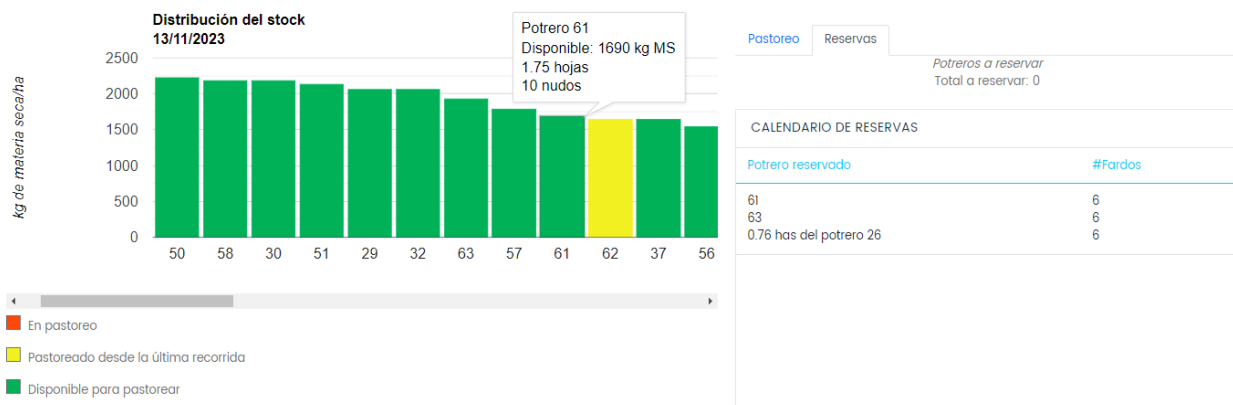 Distribución del stock
13/11/2023
Potrero 61
Disponible: 1690 kg MS
1.75 hojas
10 nudos
kg de materia seca/ha
2500
2000
1500
1000
500
0
50 58 30 51 29 32 63 57 61 62 37 56
En pastoreo
Pastoreado desde la última recorrida
Disponible para pastorear
Pastoreo Reservas
Potreros a reservar
Total a reservar: 0
CALENDARIO DE RESERVAS
Potrero reservado #Fardos
61 6
63 6
0.76 has del potrero 26 6